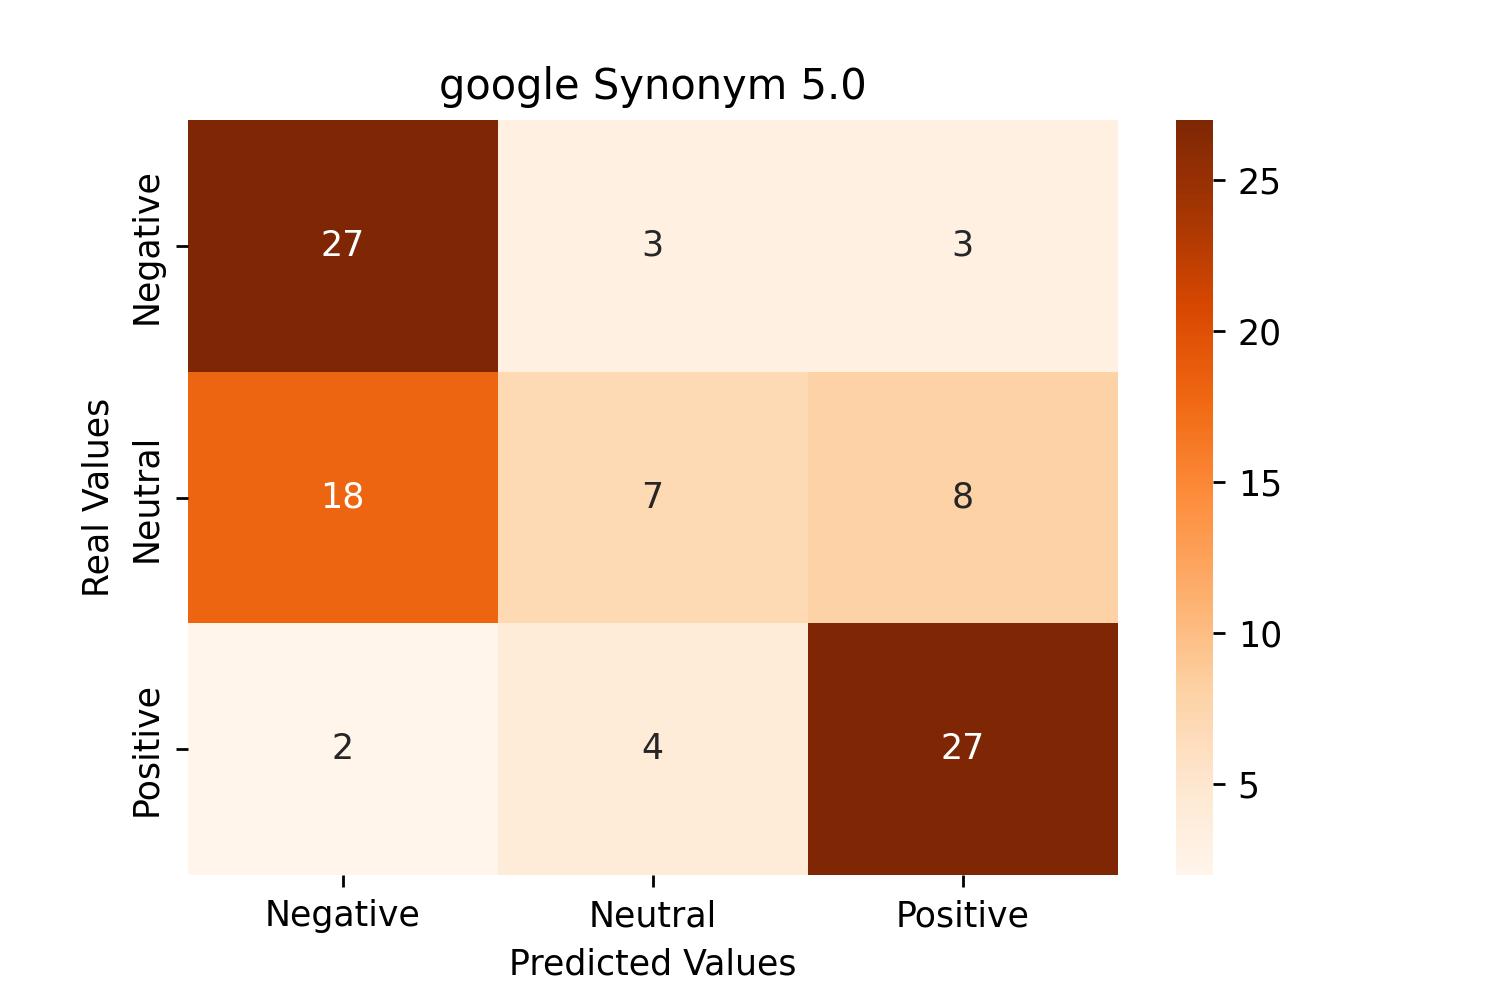 google Synonym 5.0
Real Values
Negative
27 3 3
Neutral
18 7 8
Positive
2 4 27
Negative Neutral Positive
Predicted Values
25
20
15
10
5